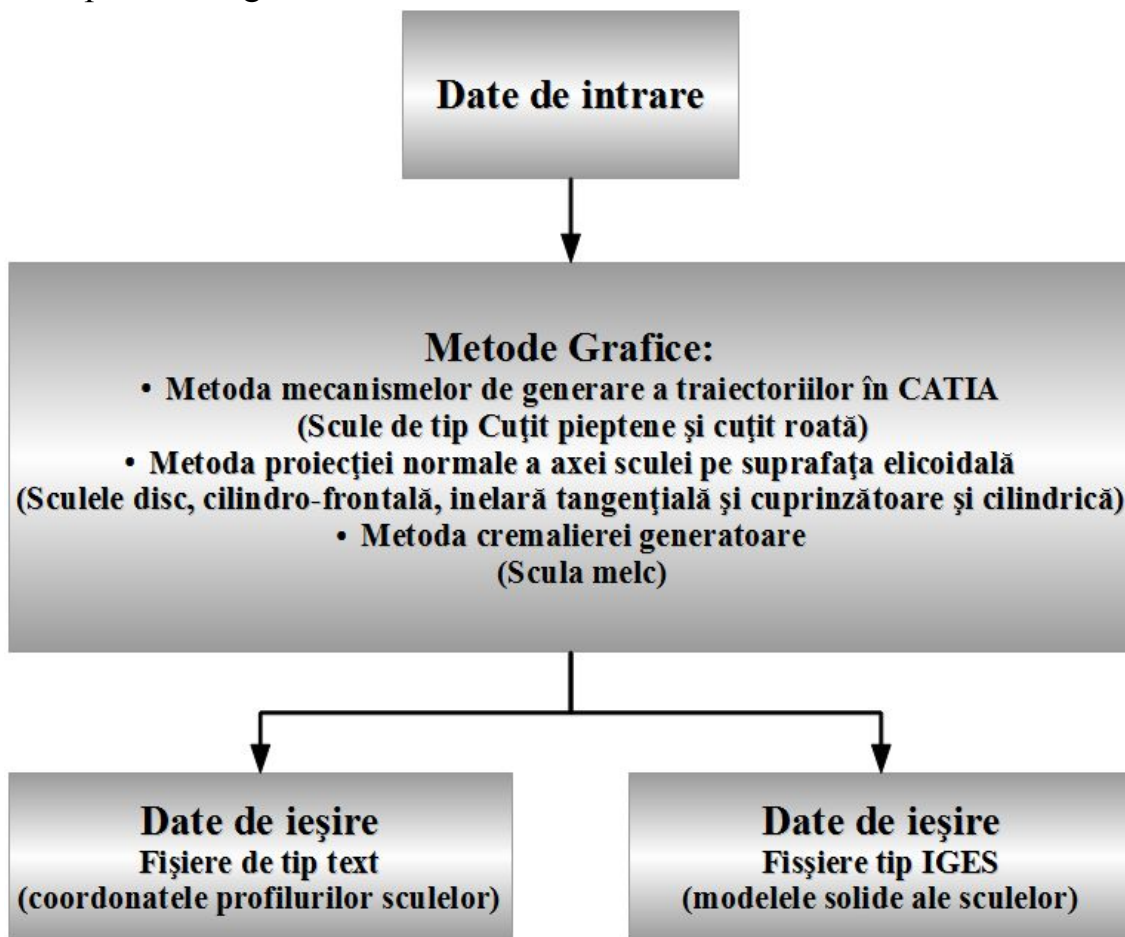 Date de intrare
Metode Grafice:
• Metoda mecanismelor de generare a traiectoriilor în CATIA
(Scule de tip Cuţit pieptene şi cuţit roată)
• Metoda proiecţiei normale a axei sculei pe suprafaţa elicoidală
(Sculele disc, cilindro-frontală, inelară tangenţială şi cuprinzătoare şi cilindrică)
• Metoda cremalierei generatoare
(Scula melc)
Date de ieşire
Fişiere de tip text
(coordonatele profilurilor sculelor)
Date de ieşire
Fisşiere tip IGES
(modelele solide ale sculelor)